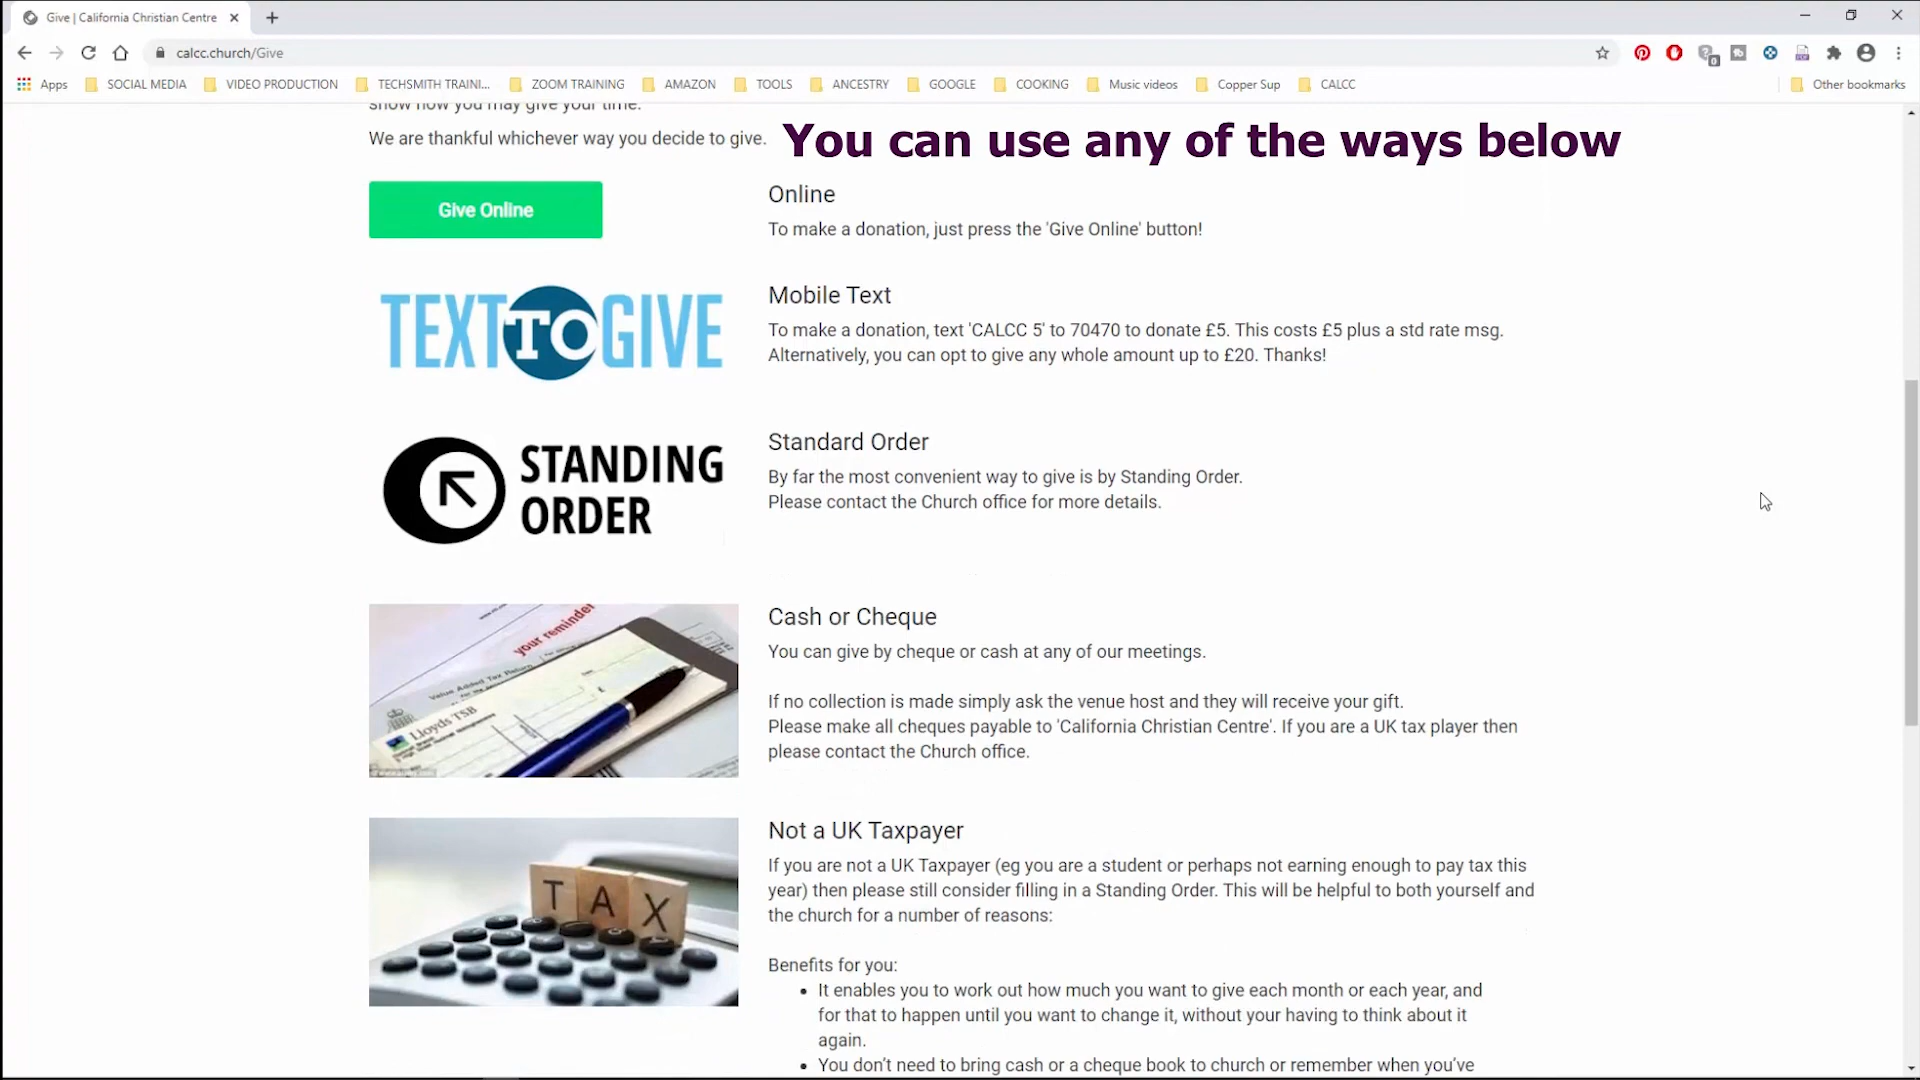 Give | California Christian Centre
calcc.church/Give
Apps SOCIAL MEDIA VIDEO PRODUCTION TECHSMITH TRAINI... ZOOM TRAINING AMAZON TOOLS ANCESTRY GOOGLE COOKING Music videos Copper Sup CALCC Other bookmarks
show how you may give your time.
We are thankful whichever way you decide to give.
You can use any of the ways below
Give Online
Online
To make a donation, just press the 'Give Online' button!
TEXT TO GIVE
Mobile Text
To make a donation, text 'CALCC 5' to 70470 to donate £5. This costs £5 plus a std rate msg.
Alternatively, you can opt to give any whole amount up to £20. Thanks!
STANDING
ORDER
Standard Order
By far the most convenient way to give is by Standing Order.
Please contact the Church office for more details.
your reminder
Value Added Tax Return
Lloyds TSB
£
Cash or Cheque
You can give by cheque or cash at any of our meetings.
If no collection is made simply ask the venue host and they will receive your gift.
Please make all cheques payable to 'California Christian Centre'. If you are a UK tax player then
please contact the Church office.
TAX
Not a UK Taxpayer
If you are not a UK Taxpayer (eg you are a student or perhaps not earning enough to pay tax this
year) then please still consider filling in a Standing Order. This will be helpful to both yourself and
the church for a number of reasons:
Benefits for you:
• It enables you to work out how much you want to give each month or each year, and
for that to happen until you want to change it, without your having to think about it
again.
• You don't need to bring cash or a cheque book to church or remember when you've